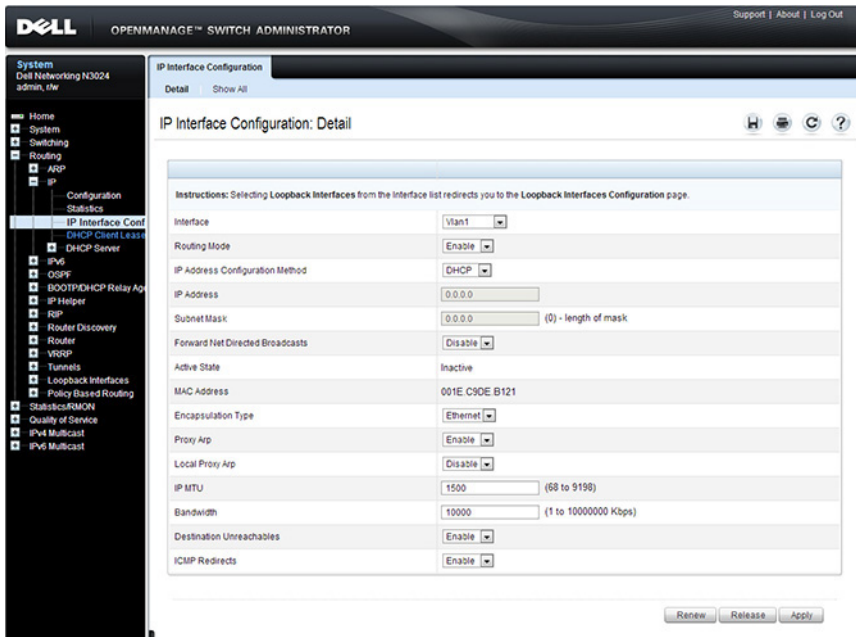 Support | About | Log Out
DELL OPENMANAGE™ SWITCH ADMINISTRATOR
System
Dell Networking N3024
admin, r/w
Home
System
Switching
Routing
ARP
IP
Configuration
Statistics
IP Interface Conf
DHCP Client Lease
DHCP Server
IPv6
OSPF
BOOTP/DHCP Relay Age
IP Helper
RIP
Router Discovery
Router
VRRP
Tunnels
Loopback Interfaces
Policy Based Routing
Statistics/RMON
Quality of Service
IPv4 Multicast
IPv6 Multicast
IP Interface Configuration
Detail Show All
IP Interface Configuration: Detail
Instructions: Selecting Loopback Interfaces from the Interface list redirects you to the Loopback Interfaces Configuration page.
Interface Vlan1
Routing Mode Enable
IP Address Configuration Method DHCP
IP Address 0.0.0.0
Subnet Mask 0.0.0.0 (0) - length of mask
Forward Net Directed Broadcasts Disable
Active State Inactive
MAC Address 001E.C9DE.B121
Encapsulation Type Ethernet
Proxy Arp Enable
Local Proxy Arp Disable
IP MTU 1500 (68 to 9198)
Bandwidth 10000 (1 to 10000000 Kbps)
Destination Unreachables Enable
ICMP Redirects Enable
Renew Release Apply